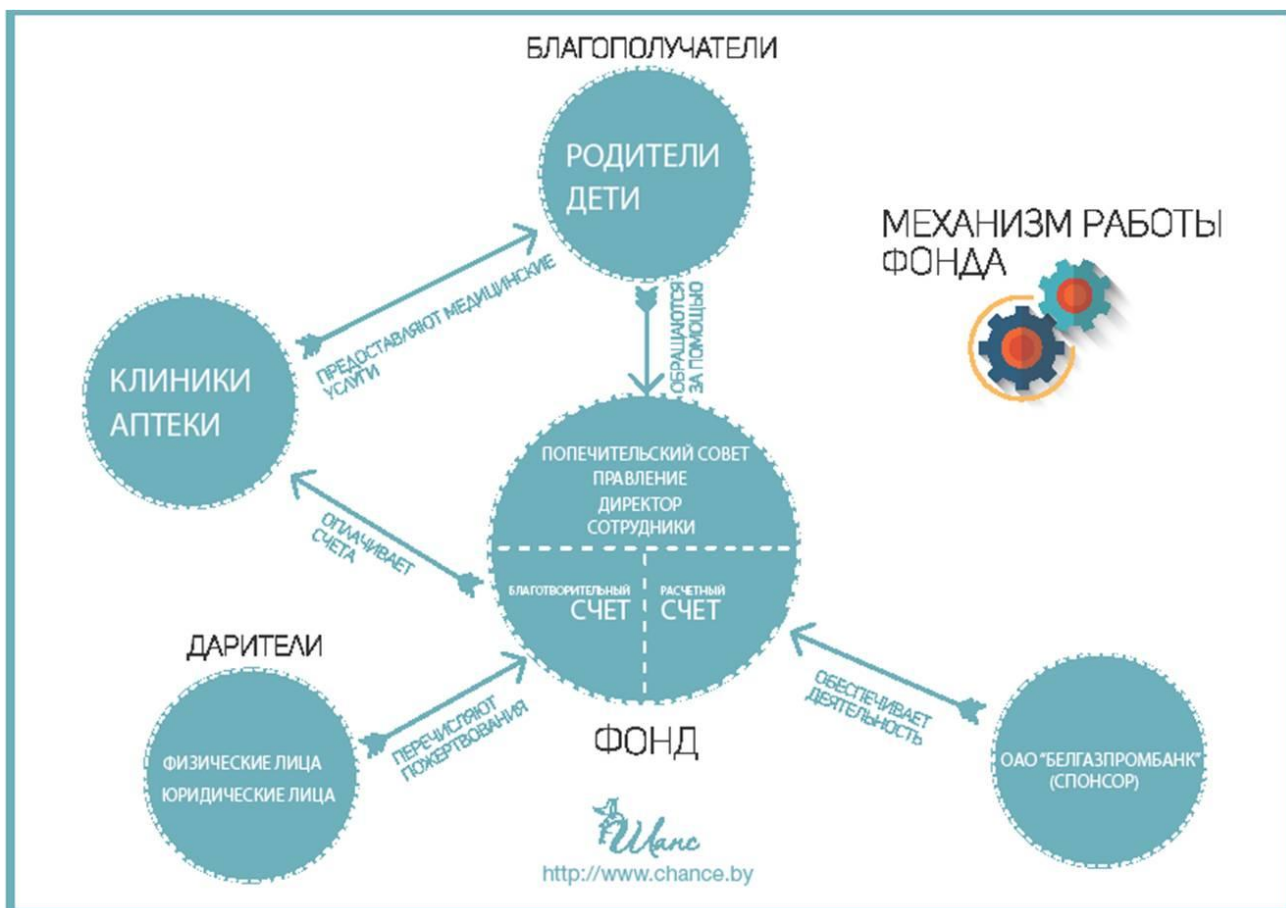 БЛАГОПОЛУЧАТЕЛИ
РОДИТЕЛИ
ДЕТИ
МЕХАНИЗМ РАБОТЫ
ФОНДА
ПРЕДОСТАВЛЯЮТ МЕДИЦИНСКИЕ
УСЛУГИ
ОБРАЩАЮТСЯ
ЗА ПОМОЩЬЮ
КЛИНИКИ
АПТЕКИ
ПОПЕЧИТЕЛЬСКИЙ СОВЕТ
ПРАВЛЕНИЕ
ДИРЕКТОР
СОТРУДНИКИ
ОПЛАЧИВАЕТ
СЧЕТА
БЛАГОТВОРИТЕЛЬНЫЙ
СЧЕТ
РАСЧЕТНЫЙ
СЧЕТ
ДАРИТЕЛИ
ФИЗИЧЕСКИЕ ЛИЦА
ЮРИДИЧЕСКИЕ ЛИЦА
ПЕРЕЧИСЛЯЮТ
ПОЖЕРТВОВАНИЯ
ФОНД
ОБЕСПЕЧИВАЕТ
ДЕЯТЕЛЬНОСТЬ
ОАО "БЕЛГАЗПРОМБАНК"
(СПОНСОР)
Шанс
http://www.chance.by